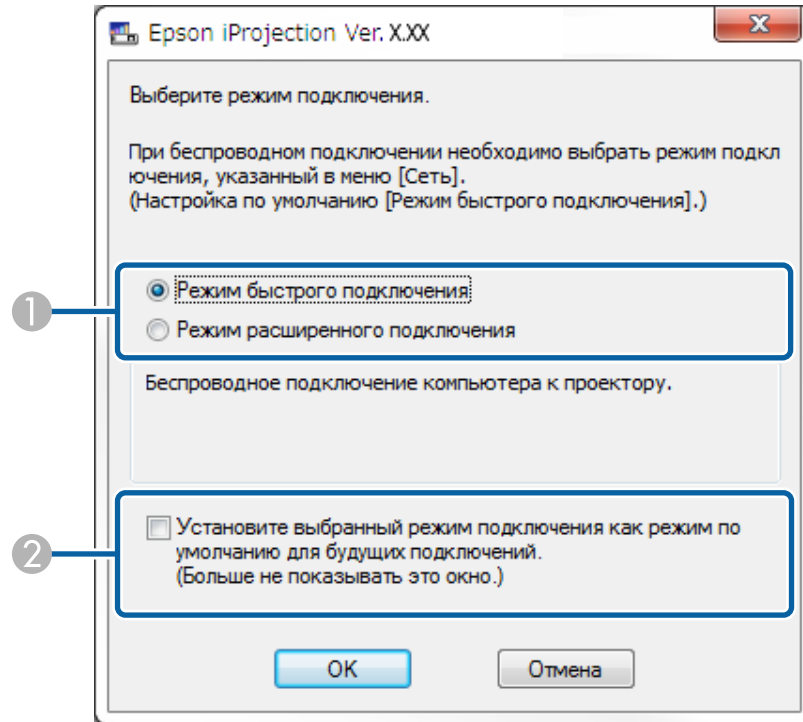 Epson iProjection Ver. X.XX
x
Выберите режим подключения.
При беспроводном подключении необходимо выбрать режим подкл
ючения, указанный в меню [Сеть].
(Настройка по умолчанию [Режим быстрого подключения].)
1
Режим быстрого подключения
Режим расширенного подключения
Беспроводное подключение компьютера к проектору.
2
Установите выбранный режим подключения как режим по
умолчанию для будущих подключений.
(Больше не показывать это окно.)
OK
Отмена